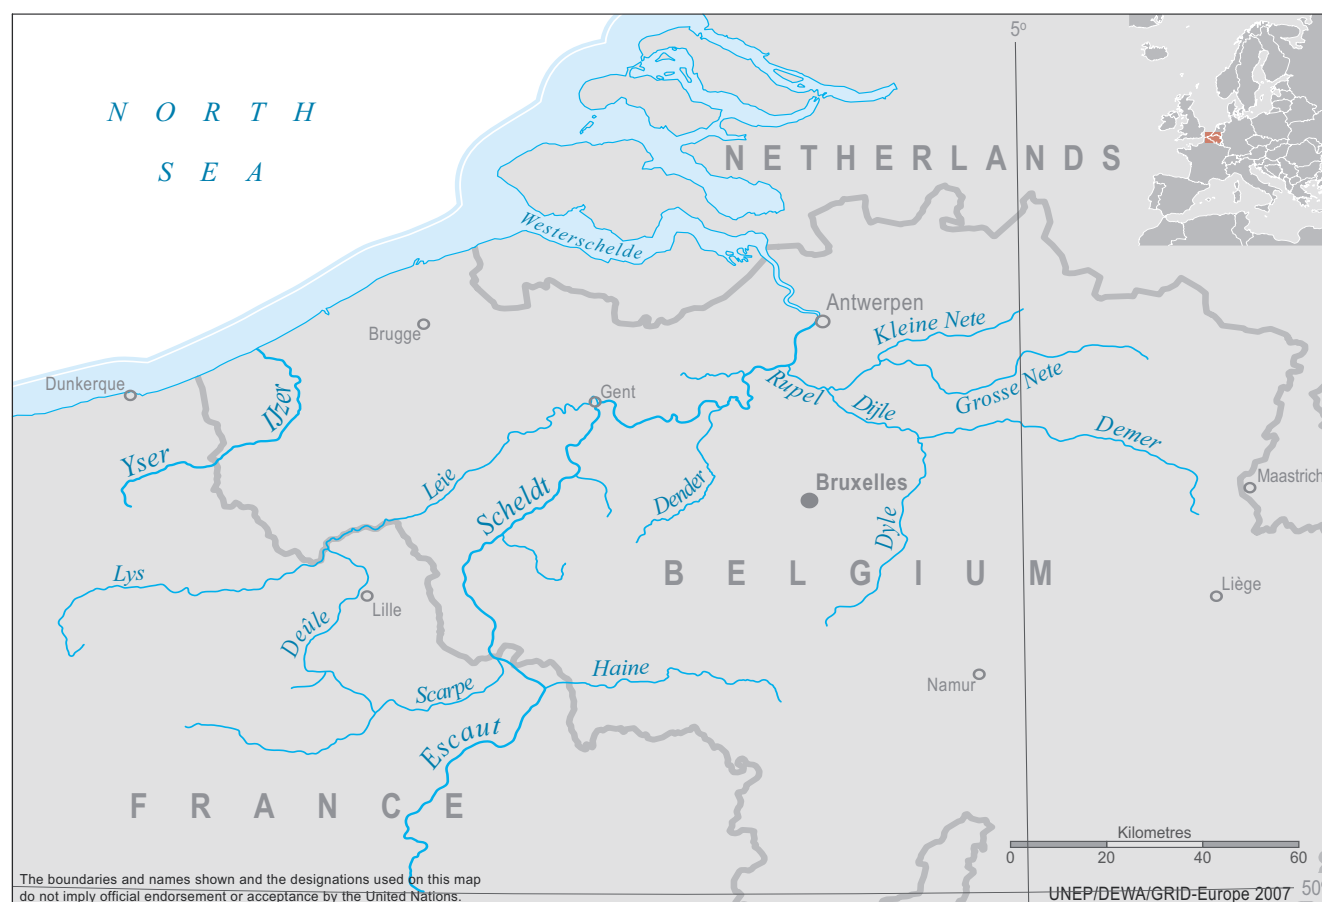 5º
N O R T H
S E A
N E T H E R L A N D S
Westerschelde
Antwerpen
Brugge
Kleine Nete
Dunkerque
IJzer
Gent
Rupel
Dijle
Grosse Nete
Demer
Yser
Leie
Scheldt
Dender
Bruxelles
Maastrich
Dyle
Lys
B E L G I U M
Liège
Lille
Deûle
Scarpe
Haine
Namur
Escaut
F R A N C E
Kilometres
0 20 40 60
The boundaries and names shown and the designations used on this map
do not imply official endorsement or acceptance by the United Nations.
UNEP/DEWA/GRID-Europe 2007
50º